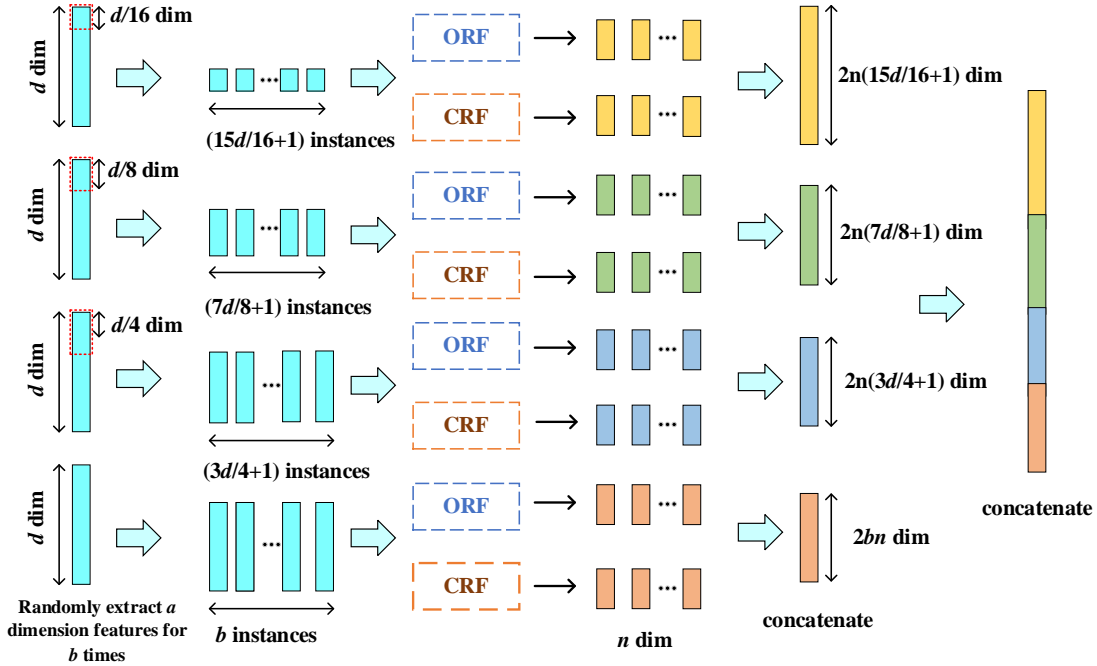 d/16 dim
d dim
(15d/16+1) instances
ORF
CRF
2n(15d/16+1) dim
d/8 dim
d dim
(7d/8+1) instances
ORF
CRF
2n(7d/8+1) dim
d/4 dim
d dim
(3d/4+1) instances
ORF
CRF
2n(3d/4+1) dim
d dim
Randomly extract a
dimension features for
b times
b instances
ORF
CRF
n dim
2bn dim
concatenate
concatenate